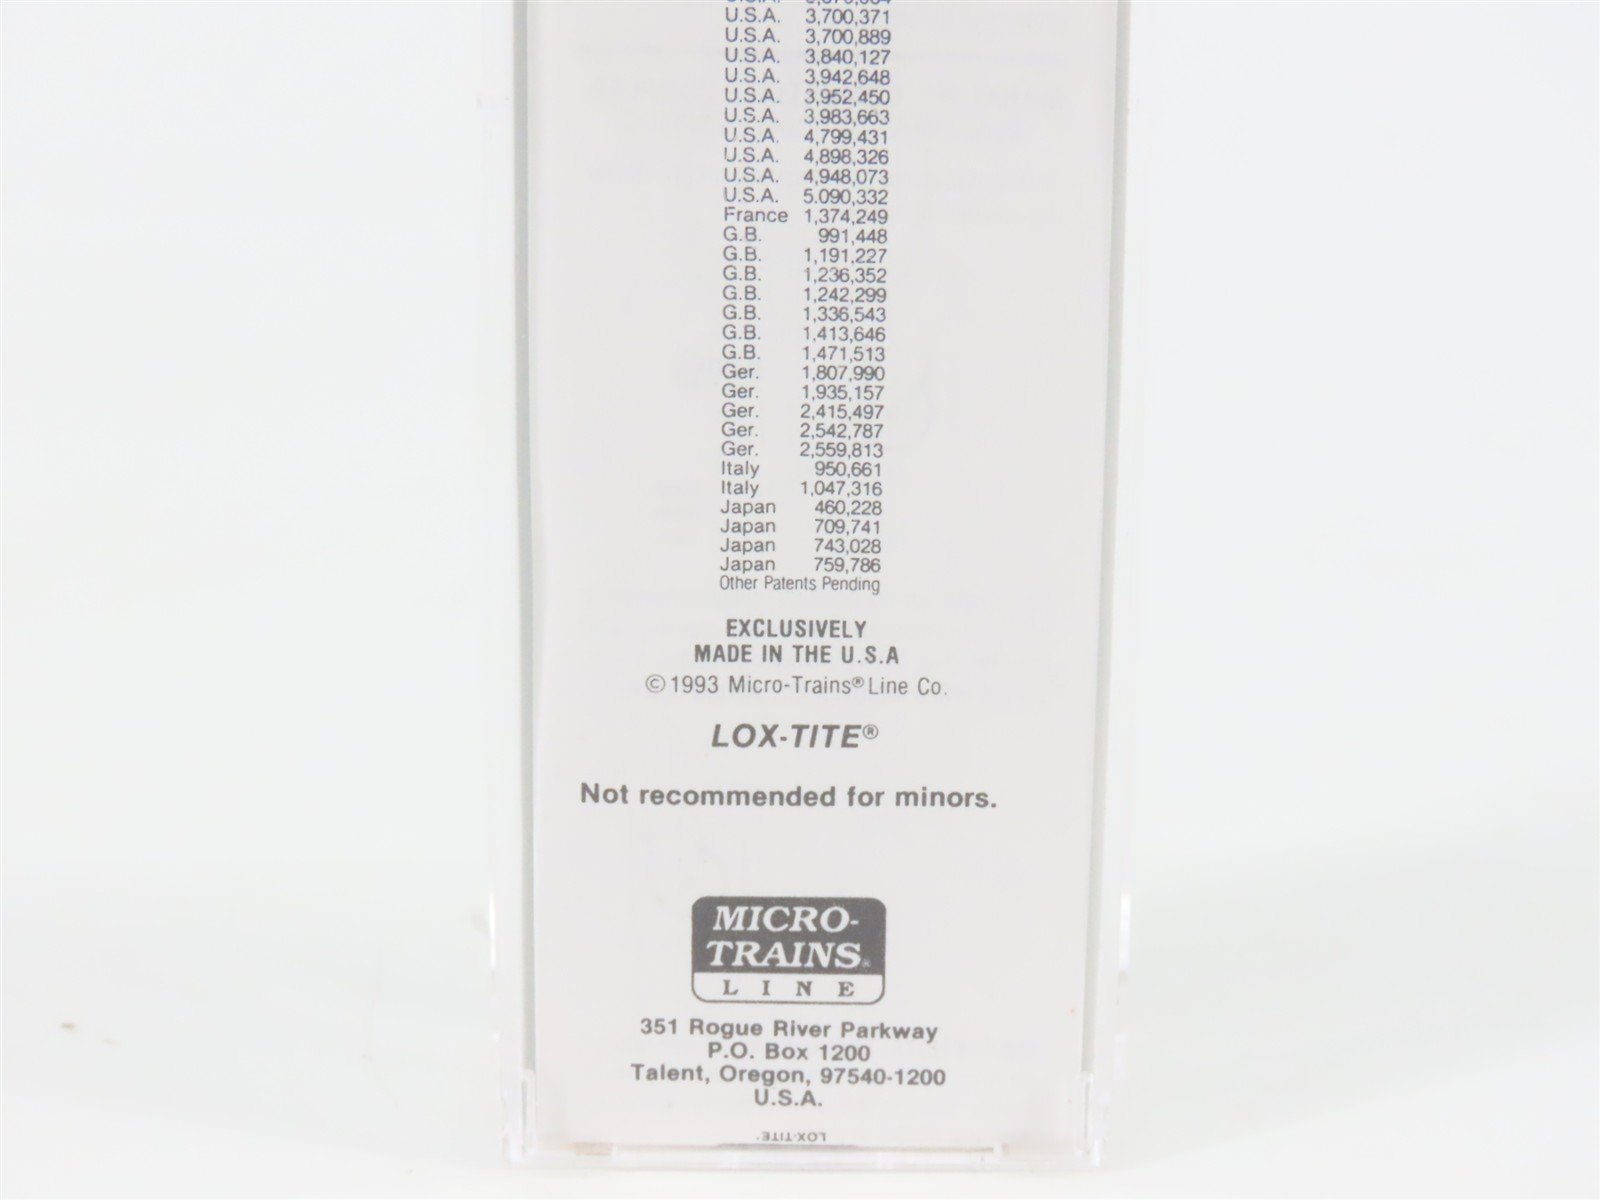 U.S.A. 3,700,371
U.S.A. 3,700,889
U.S.A. 3,840,127
U.S.A. 3,942,648
U.S.A. 3,952,450
U.S.A. 3,983,663
U.S.A. 4,799,431
U.S.A. 4,898,326
U.S.A. 4,948,073
U.S.A. 5.090,332
France 1,374,249
G.B. 991,448
G.B. 1,191,227
G.B. 1,236,352
G.B. 1,242,299
G.B. 1,336,543
G.B. 1,413,646
G.B. 1,471,513
Ger. 1,807,990
Ger. 1,935,157
Ger. 2,415,497
Ger. 2,542,787
Ger. 2,559,813
Italy 950,661
Italy 1,047,316
Japan 460,228
Japan 709,741
Japan 743,028
Japan 759,786
Other Patents Pending
EXCLUSIVELY
MADE IN THE U.S.A
©1993 Micro-Trains® Line Co.
LOX-TITE®
Not recommended for minors.
MICRO-
TRAINS®
LINE
351 Rogue River Parkway
P.O. Box 1200
Talent, Oregon, 97540-1200
U.S.A.
LOX-TITE